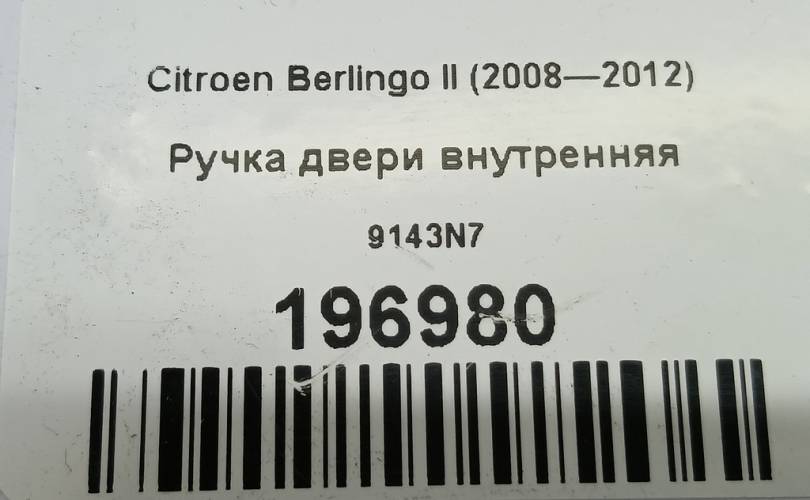 Citroen Berlingo II (2008—2012)
Ручка двери внутренняя
9143N7
196980